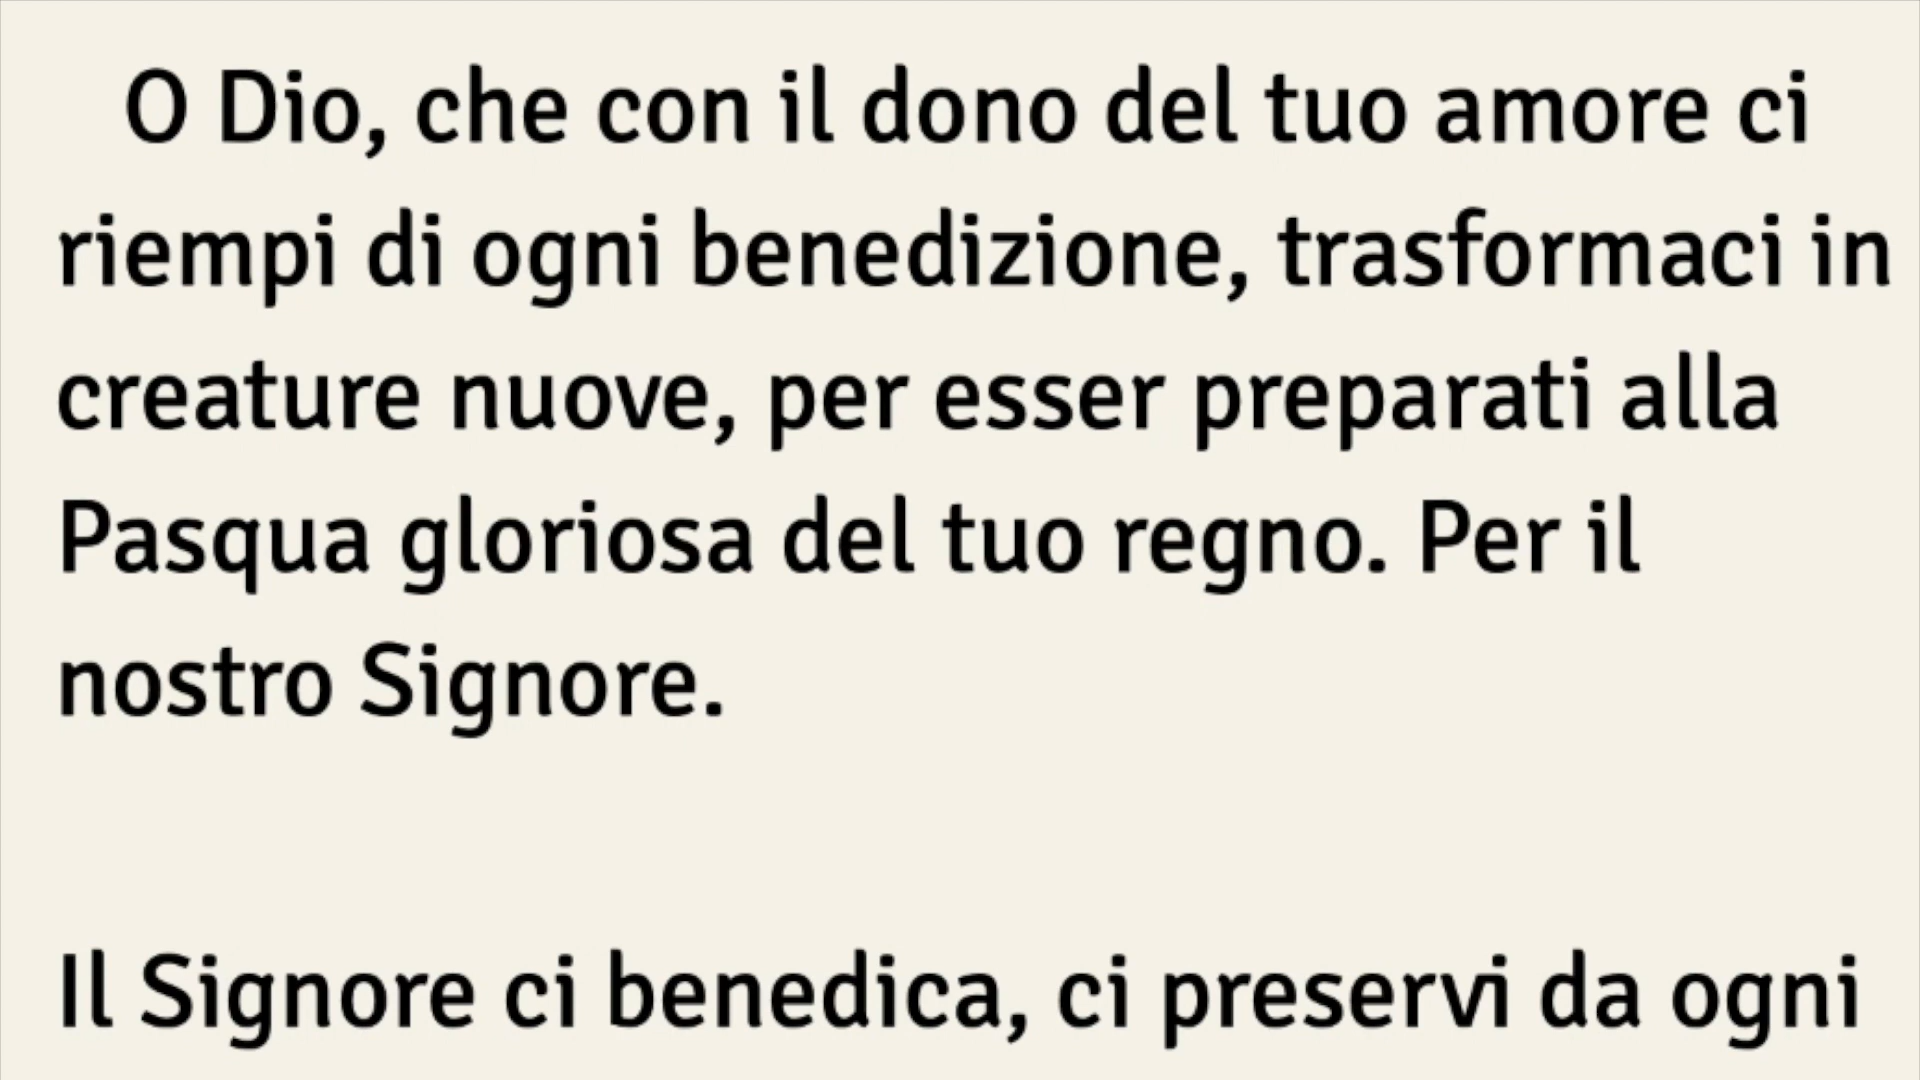 O Dio, che con il dono del tuo amore ci
riempi di ogni benedizione, trasformaci in
creature nuove, per esser preparati alla
Pasqua gloriosa del tuo regno. Per il
nostro Signore.
Il Signore ci benedica, ci preservi da ogni